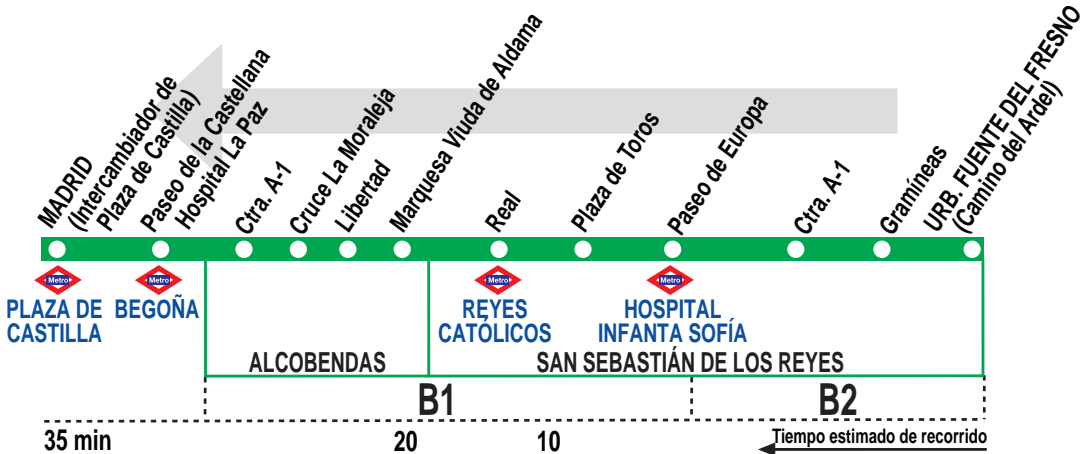 MADRID
(Intercambiador de
Plaza de Castilla)
Paseo de la Castellana
Hospital La Paz
Ctra. A-1
Cruce La Moraleja
Libertad
Marquesa Viuda de Aldama
Real
Plaza de Toros
Paseo de Europa
Ctra. A-1
Gramíneas
URB. FUENTE DEL FRESNO
(Camino del Ardel)
Metro
Metro
Metro
Metro
PLAZA DE
CASTILLA
BEGOÑA
REYES
CATÓLICOS
HOSPITAL
INFANTA SOFÍA
ALCOBENDAS
SAN SEBASTIÁN DE LOS REYES
B1
B2
35 min
20
10
Tiempo estimado de recorrido